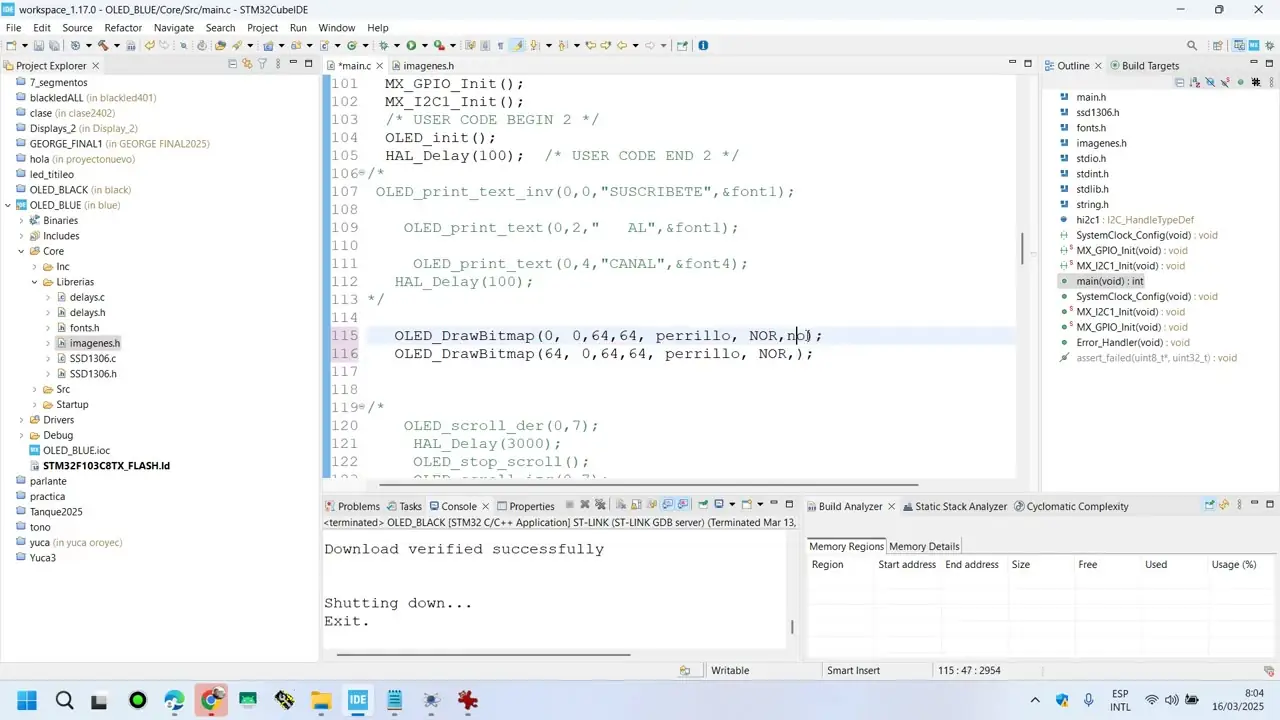 workspace_1.17.0 - OLED_BLUE/Core/Src/main.c - STM32CubeIDE
File Edit Source Refactor Navigate Search Project Run Window Help
Project Explorer
7_segmentos
blackledALL (in blackled401)
clase (in clase2402)
Displays_2 (in Display_2)
GEORGE_FINAL1 (in GEORGE FINAL2025)
hola (in proyectonuevo)
led_titileo
OLED_BLACK (in black)
OLED_BLUE (in blue)
Binaries
Includes
Core
Inc
Librerias
delays.c
delays.h
fonts.h
imagenes.h
SSD1306.c
SSD1306.h
Src
Startup
Drivers
Debug
OLED_BLUE.ioc
STM32F103C8TX_FLASH.ld
parlante
practica
Tanque2025
tono
yuca (in yuca oroyec)
Yuca3
*main.c imagenes.h
101 MX_GPIO_Init();
102 MX_I2C1_Init();
103 /* USER CODE BEGIN 2 */
104 OLED_init();
105 HAL_Delay(100); /* USER CODE END 2 */
106 /*
107 OLED_print_text_inv(0,0,"SUSCRIBETE",&font1);
108
109 OLED_print_text(0,2,"   AL",&font1);
110
111 OLED_print_text(0,4,"CANAL",&font4);
112 HAL_Delay(100);
113 */
114
115 OLED_DrawBitmap(0, 0,64,64, perrillo, NOR,no);
116 OLED_DrawBitmap(64, 0,64,64, perrillo, NOR,);
117
118
119 /*
120 OLED_scroll_der(0,7);
121 HAL_Delay(3000);
122 OLED_stop_scroll();
Outline Build Targets
main.h
ssd1306.h
fonts.h
imagenes.h
stdio.h
stdint.h
stdlib.h
string.h
hi2c1 : I2C_HandleTypeDef
SystemClock_Config(void) : void
MX_GPIO_Init(void) : void
MX_I2C1_Init(void) : void
main(void) : int
SystemClock_Config(void) : void
MX_I2C1_Init(void) : void
MX_GPIO_Init(void) : void
Error_Handler(void) : void
assert_failed(uint8_t*, uint32_t) : void
Problems Tasks Console Properties
<terminated> OLED_BLACK [STM32 C/C++ Application] ST-LINK (ST-LINK GDB server) (Terminated Mar 13,
Download verified successfully
Shutting down...
Exit.
Build Analyzer Static Stack Analyzer Cyclomatic Complexity
Memory Regions Memory Details
Region Start address End address Size Free Used Usage (%)
Writable Smart Insert 115 : 47 : 2954
IDE
ESP
INTL
8:04
16/03/2025